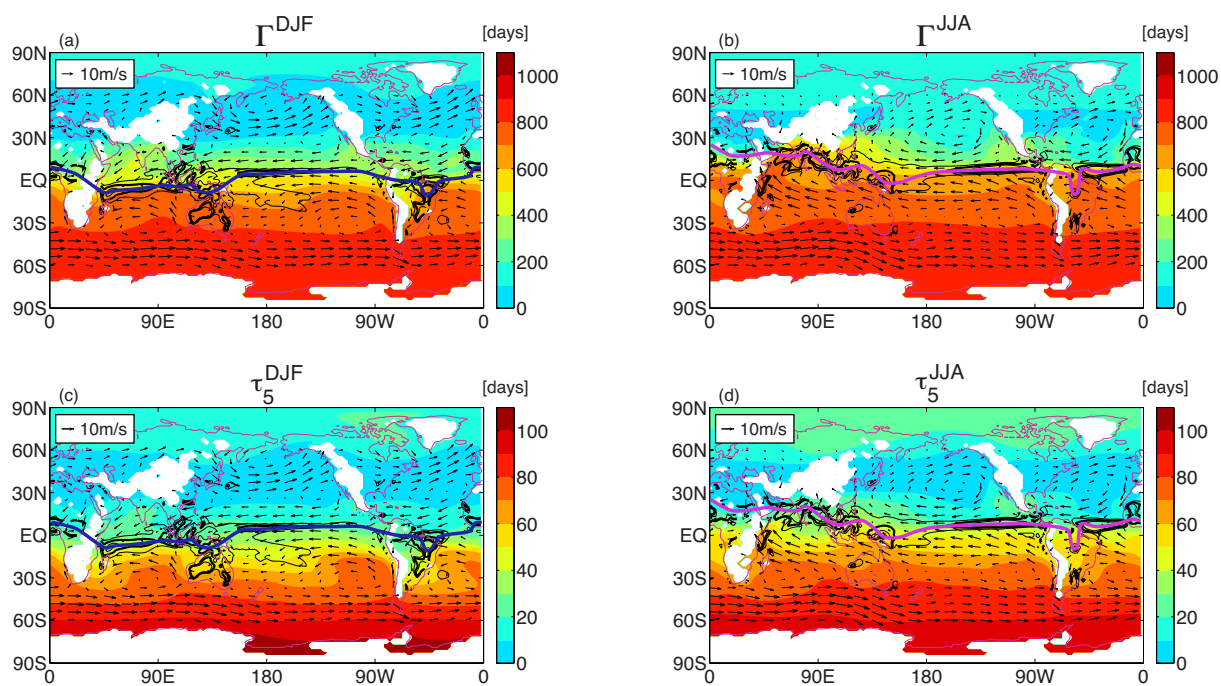 Γ^DJF
(a)
[days]
10m/s
90N
60N
30N
EQ
30S
60S
90S
0
90E
180
90W
0
1000
800
600
400
200
0
Γ^JJA
(b)
[days]
10m/s
90N
60N
30N
EQ
30S
60S
90S
0
90E
180
90W
0
1000
800
600
400
200
0
τ_5^DJF
(c)
[days]
10m/s
90N
60N
30N
EQ
30S
60S
90S
0
90E
180
90W
0
100
80
60
40
20
0
τ_5^JJA
(d)
[days]
10m/s
90N
60N
30N
EQ
30S
60S
90S
0
90E
180
90W
0
100
80
60
40
20
0